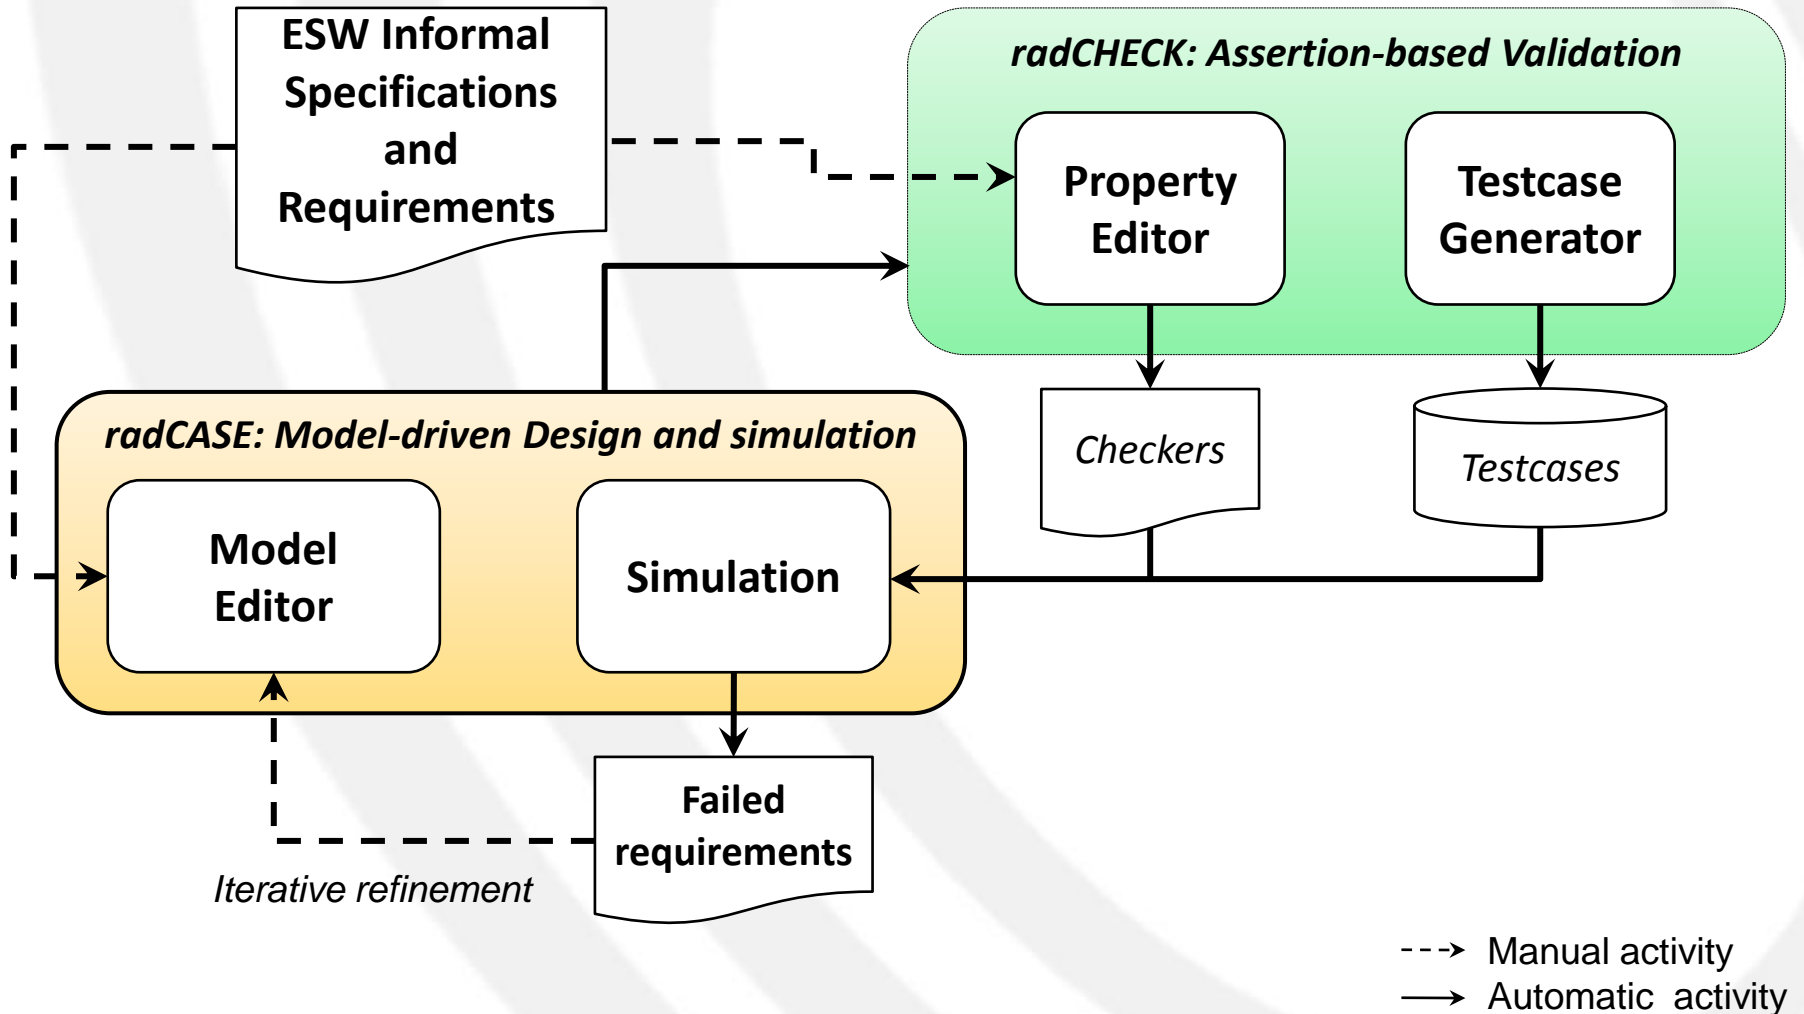 ESW Informal
Specifications
and
Requirements
radCHECK: Assertion-based Validation
Property
Editor
Testcase
Generator
radCASE: Model-driven Design and simulation
Checkers
Testcases
Model
Editor
Simulation
Failed
requirements
Iterative refinement
Manual activity
Automatic activity